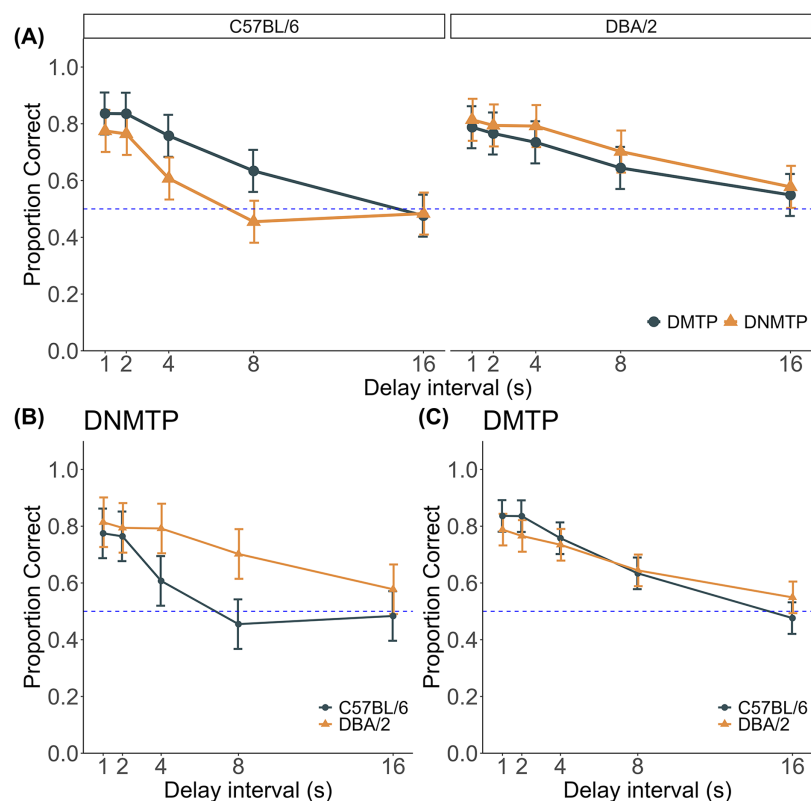 (A)
C57BL/6 DBA/2
Proportion Correct
1.0
0.8
0.6
0.4
0.2
0.0
DMTP DNMTP
1 2 4 8 16 1 2 4 8 16
Delay interval (s)
(B) DNMTP
Proportion Correct
1.0
0.8
0.6
0.4
0.2
0.0
C57BL/6
DBA/2
1 2 4 8 16
Delay interval (s)
(C) DMTP
Proportion Correct
1.0
0.8
0.6
0.4
0.2
0.0
C57BL/6
DBA/2
1 2 4 8 16
Delay interval (s)